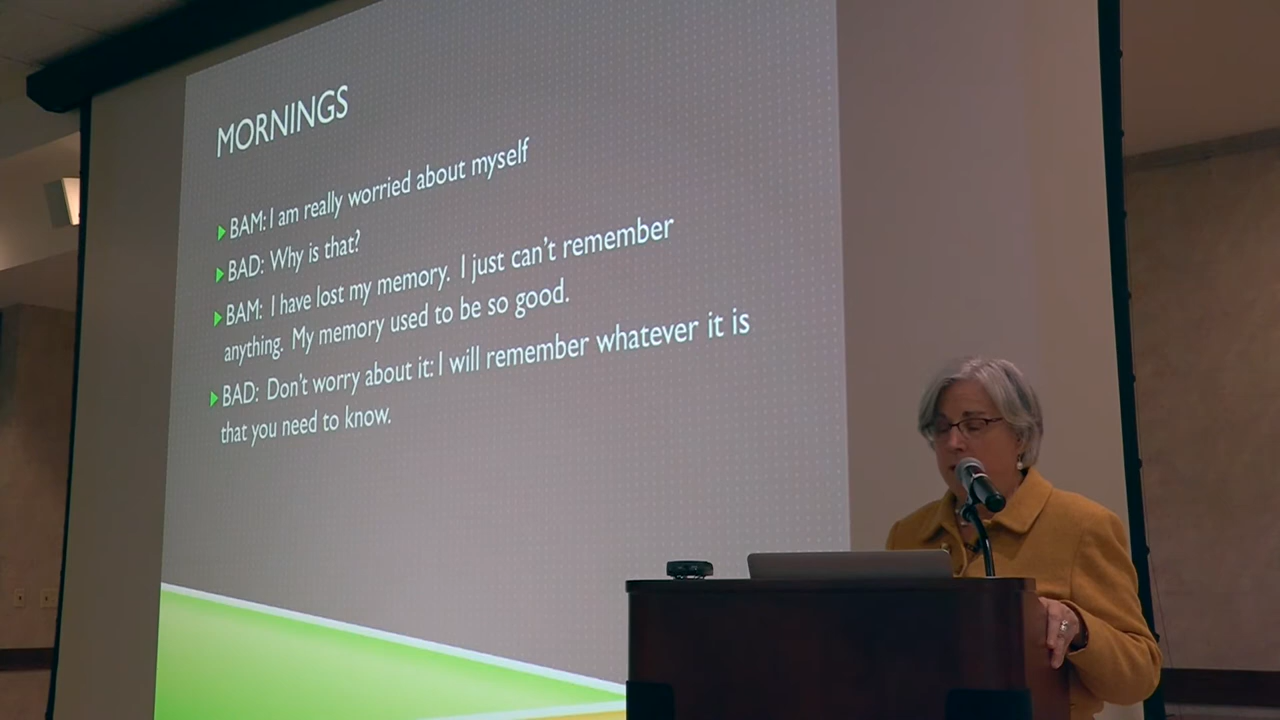 MORNINGS
BAM: I am really worried about myself
BAD: Why is that?
BAM: I have lost my memory. I just can't remember
anything. My memory used to be so good.
BAD: Don't worry about it: I will remember whatever it is
that you need to know.